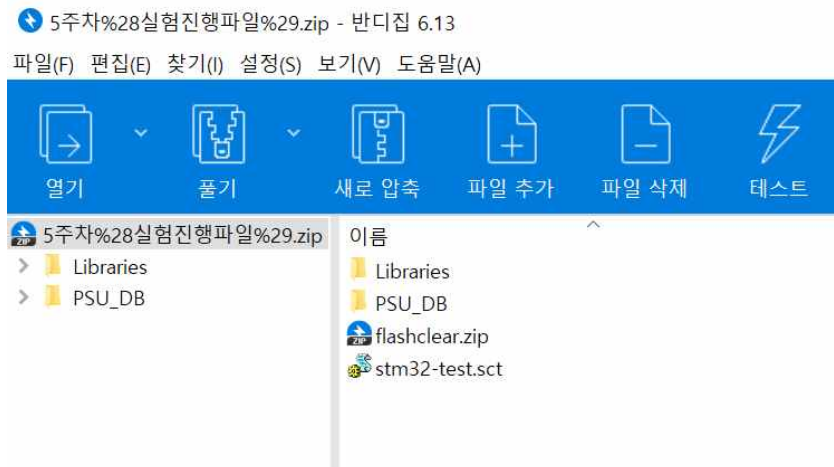 5주차%28실험진행파일%29.zip - 반디집 6.13
파일(F) 편집(E) 찾기(I) 설정(S) 보기(V) 도움말(A)
열기 풀기 새로 압축 파일 추가 파일 삭제 테스트
ZIP 5주차%28실험진행파일%29.zip
Libraries
PSU_DB
이름
Libraries
PSU_DB
ZIP flashclear.zip
stm32-test.sct